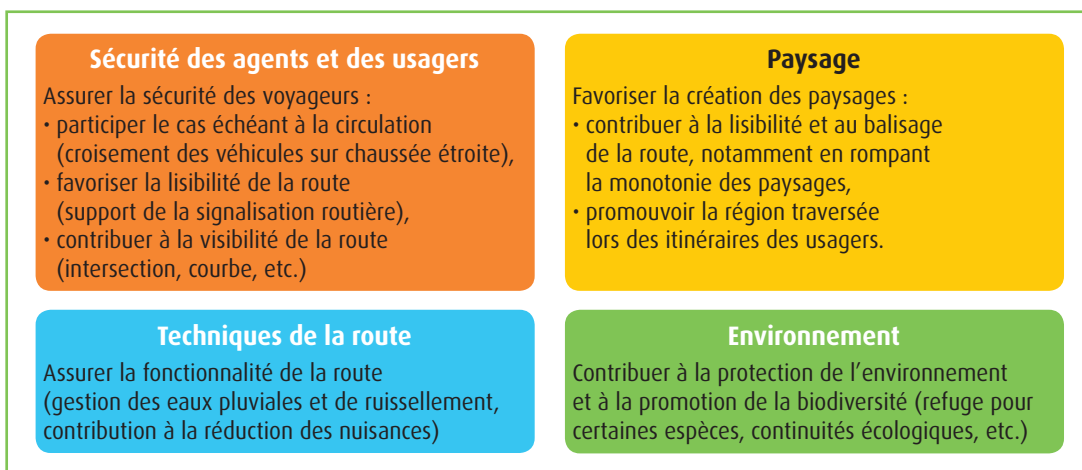 Sécurité des agents et des usagers
Assurer la sécurité des voyageurs :
• participer le cas échéant à la circulation
(croisement des véhicules sur chaussée étroite),
• favoriser la lisibilité de la route
(support de la signalisation routière),
• contribuer à la visibilité de la route
(intersection, courbe, etc.)
Paysage
Favoriser la création des paysages :
• contribuer à la lisibilité et au balisage
de la route, notamment en rompant
la monotonie des paysages,
• promouvoir la région traversée
lors des itinéraires des usagers.
Techniques de la route
Assurer la fonctionnalité de la route
(gestion des eaux pluviales et de ruissellement,
contribution à la réduction des nuisances)
Environnement
Contribuer à la protection de l’environnement
et à la promotion de la biodiversité (refuge pour
certaines espèces, continuités écologiques, etc.)